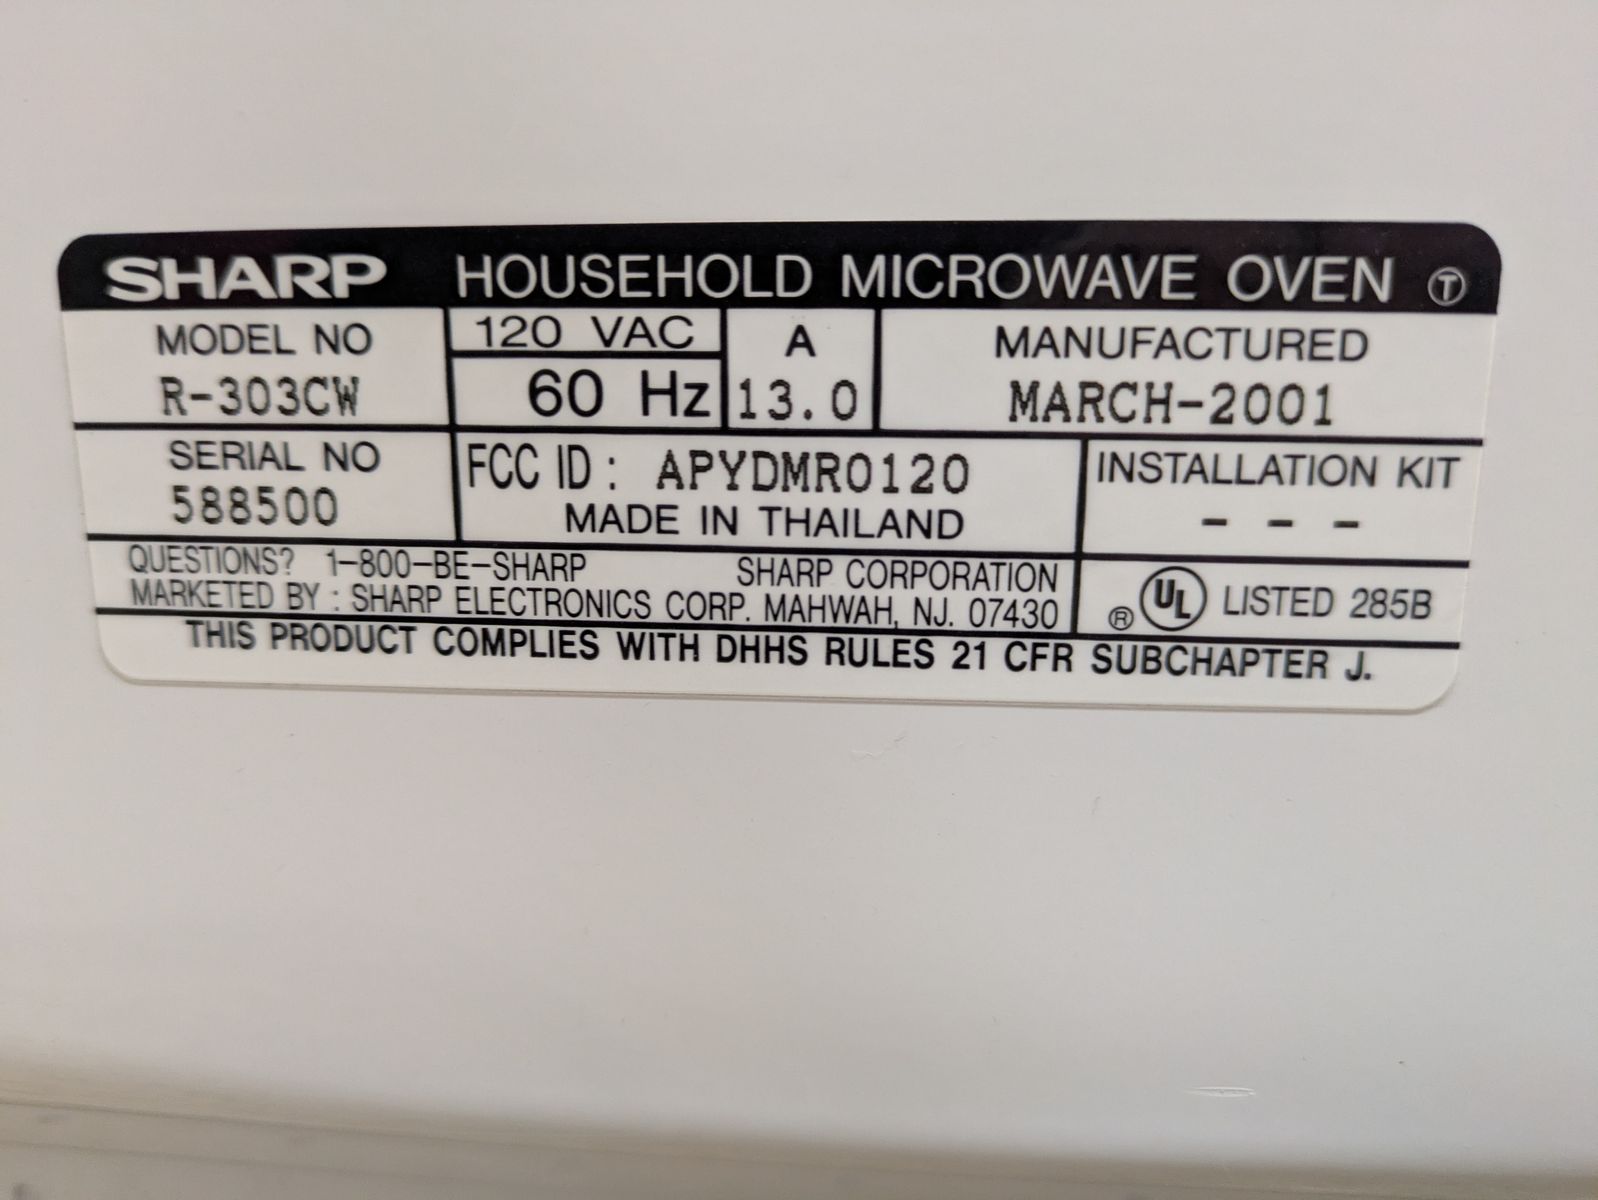 SHARP HOUSEHOLD MICROWAVE OVEN Ⓣ
MODEL NO
R-303CW
120 VAC
60 Hz
A
13.0
MANUFACTURED
MARCH-2001
SERIAL NO
588500
FCC ID : APYDMR0120
MADE IN THAILAND
INSTALLATION KIT
- - -
QUESTIONS? 1-800-BE-SHARP SHARP CORPORATION
MARKETED BY : SHARP ELECTRONICS CORP. MAHWAH, NJ. 07430
® UL LISTED 285B
THIS PRODUCT COMPLIES WITH DHHS RULES 21 CFR SUBCHAPTER J.